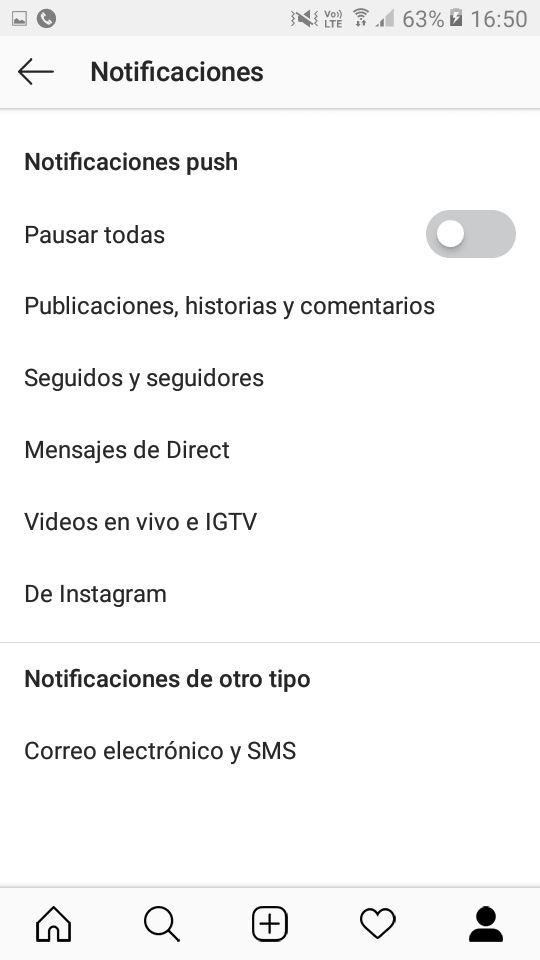 Vo)) LTE 63% 16:50
Notificaciones
Notificaciones push
Pausar todas
Publicaciones, historias y comentarios
Seguidos y seguidores
Mensajes de Direct
Videos en vivo e IGTV
De Instagram
Notificaciones de otro tipo
Correo electrónico y SMS